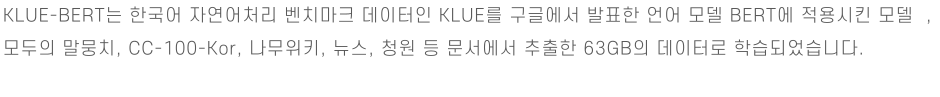 KLUE-BERT는 한국어 자연어처리 벤치마크 데이터인 KLUE를 구글에서 발표한 언어 모델 BERT에 적용시킨 모델 ,
모두의 말뭉치, CC-100-Kor, 나무위키, 뉴스, 청원 등 문서에서 추출한 63GB의 데이터로 학습되었습니다.